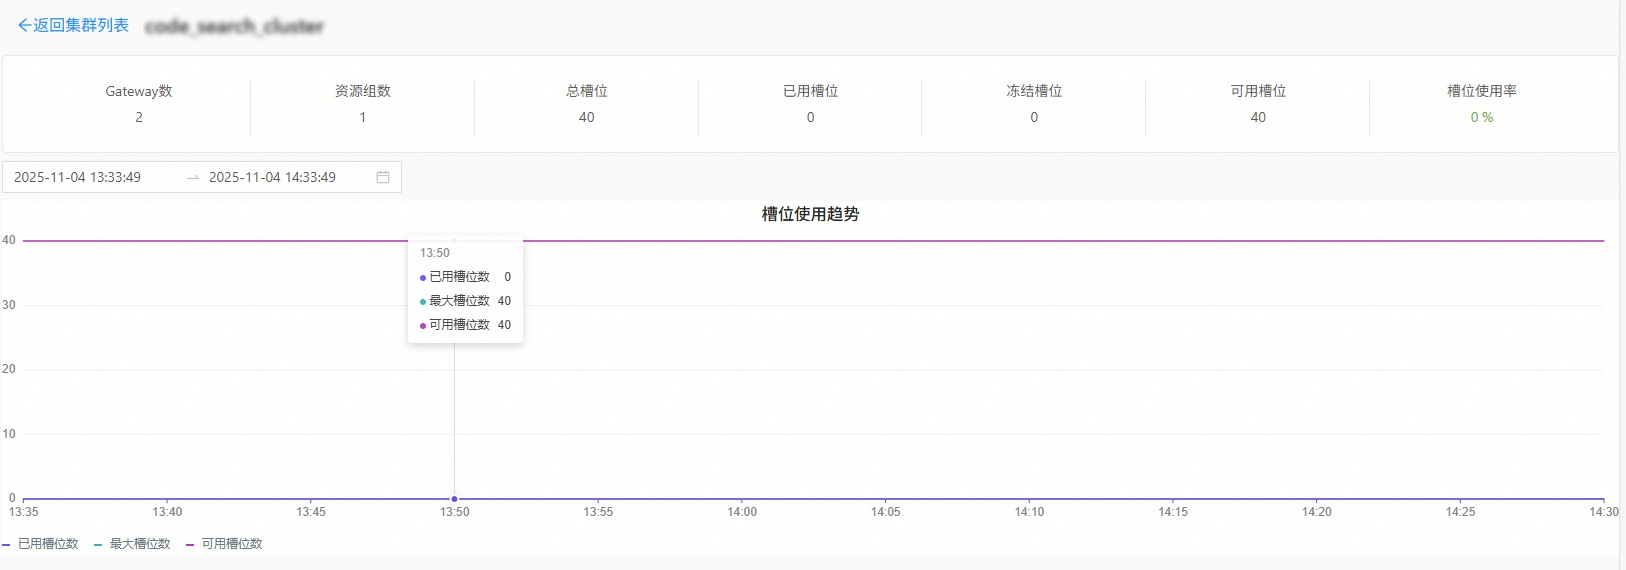 ←返回集群列表 code_search_cluster
Gateway数 资源组数 总槽位 已用槽位 冻结槽位 可用槽位 槽位使用率
2 1 40 0 0 40 0 %
2025-11-04 13:33:49 → 2025-11-04 14:33:49
槽位使用趋势
40
13:50
已用槽位数 0
最大槽位数 40
可用槽位数 40
30
20
10
0
13:35 13:40 13:45 13:50 13:55 14:00 14:05 14:10 14:15 14:20 14:25 14:30
已用槽位数 最大槽位数 可用槽位数